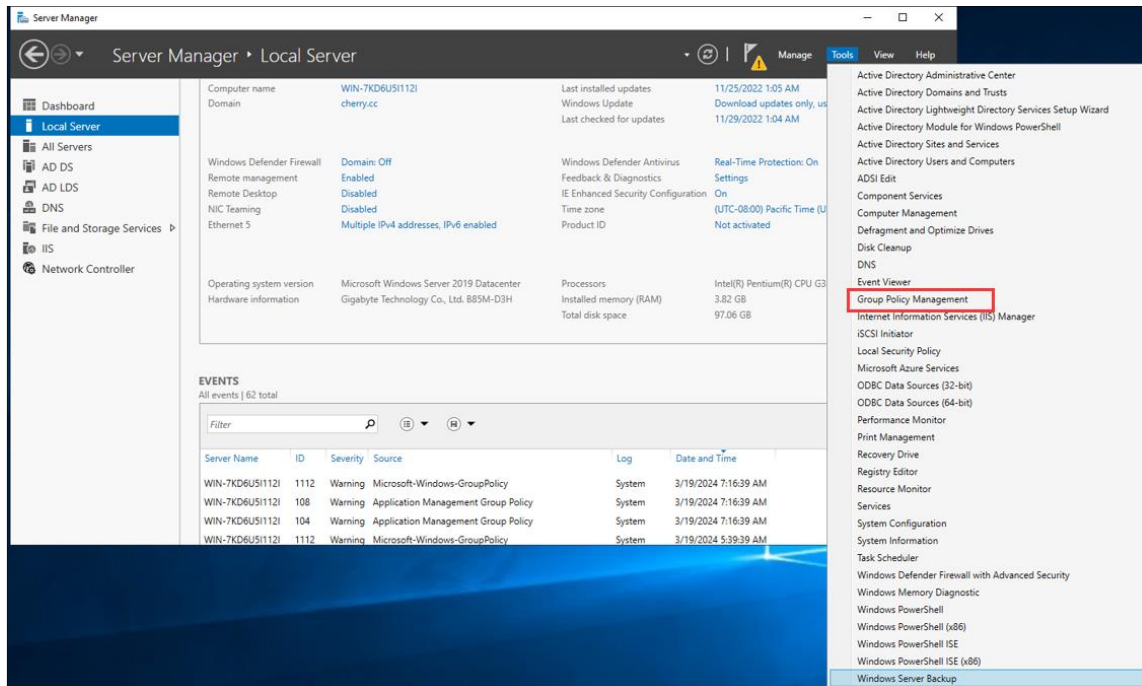 Server Manager
Server Manager • Local Server
Manage Tools View Help
Dashboard
Local Server
All Servers
AD DS
AD LDS
DNS
File and Storage Services
IIS
Network Controller
Computer name WIN-7KD6U5I112I Last installed updates 11/25/2022 1:05 AM
Domain cherry.cc Windows Update Download updates only, us
Last checked for updates 11/29/2022 1:04 AM
Windows Defender Firewall Domain: Off Windows Defender Antivirus Real-Time Protection: On
Remote management Enabled Feedback & Diagnostics Settings
Remote Desktop Disabled IE Enhanced Security Configuration On
NIC Teaming Disabled Time zone (UTC-08:00) Pacific Time (U
Ethernet 5 Multiple IPv4 addresses, IPv6 enabled Product ID Not activated
Operating system version Microsoft Windows Server 2019 Datacenter Processors Intel(R) Pentium(R) CPU G3
Hardware information Gigabyte Technology Co., Ltd. B85M-D3H Installed memory (RAM) 3.82 GB
Total disk space 97.06 GB
EVENTS
All events | 62 total
Filter
Server Name ID Severity Source Log Date and Time
WIN-7KD6U5I112I 1112 Warning Microsoft-Windows-GroupPolicy System 3/19/2024 7:16:39 AM
WIN-7KD6U5I112I 108 Warning Application Management Group Policy System 3/19/2024 7:16:39 AM
WIN-7KD6U5I112I 104 Warning Application Management Group Policy System 3/19/2024 7:16:39 AM
WIN-7KD6U5I112I 1112 Warning Microsoft-Windows-GroupPolicy System 3/19/2024 5:39:39 AM
Active Directory Administrative Center
Active Directory Domains and Trusts
Active Directory Lightweight Directory Services Setup Wizard
Active Directory Module for Windows PowerShell
Active Directory Sites and Services
Active Directory Users and Computers
ADSI Edit
Component Services
Computer Management
Defragment and Optimize Drives
Disk Cleanup
DNS
Event Viewer
Group Policy Management
Internet Information Services (IIS) Manager
iSCSI Initiator
Local Security Policy
Microsoft Azure Services
ODBC Data Sources (32-bit)
ODBC Data Sources (64-bit)
Performance Monitor
Print Management
Recovery Drive
Registry Editor
Resource Monitor
Services
System Configuration
System Information
Task Scheduler
Windows Defender Firewall with Advanced Security
Windows Memory Diagnostic
Windows PowerShell
Windows PowerShell (x86)
Windows PowerShell ISE
Windows PowerShell ISE (x86)
Windows Server Backup